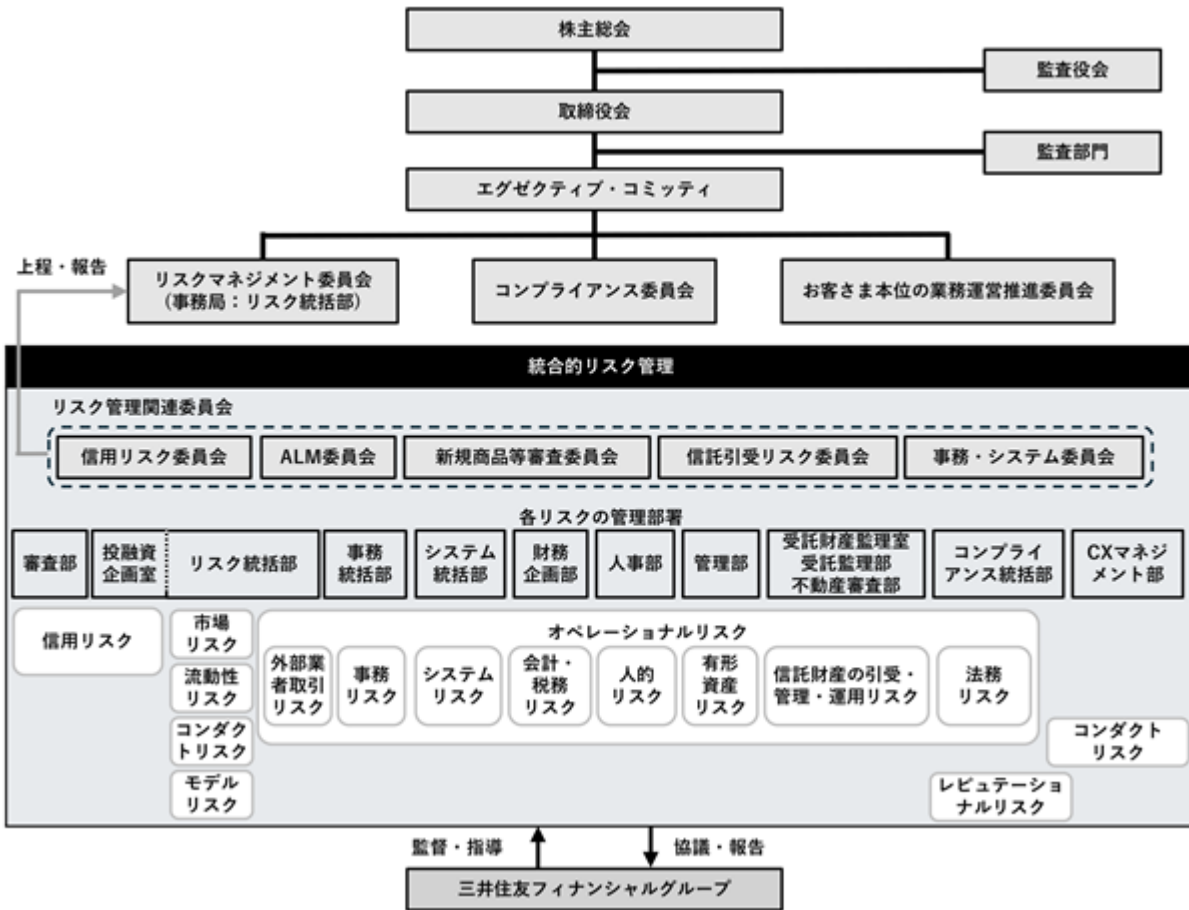 株主総会
監査役会
取締役会
監査部門
エグゼクティブ・コミッティ
上程・報告
リスクマネジメント委員会
(事務局：リスク統括部)
コンプライアンス委員会
お客さま本位の業務運営推進委員会
統合的リスク管理
リスク管理関連委員会
信用リスク委員会
ALM委員会
新規商品等審査委員会
信託引受リスク委員会
事務・システム委員会
各リスクの管理部署
審査部
投融資
企画室
リスク統括部
事務
統括部
システム
統括部
財務
企画部
人事部
管理部
受託財産監理室
受託監理部
不動産審査部
コンプライ
アンス統括部
CXマネジ
メント部
信用リスク
市場
リスク
流動性
リスク
コンダク
トリスク
モデル
リスク
オペレーショナルリスク
外部業
者取引
リスク
事務
リスク
システム
リスク
会計・
税務
リスク
人的
リスク
有形
資産
リスク
信託財産の引受・
管理・運用リスク
法務
リスク
コンダクト
リスク
レピュテーショ
ナルリスク
監督・指導
協議・報告
三井住友フィナンシャルグループ